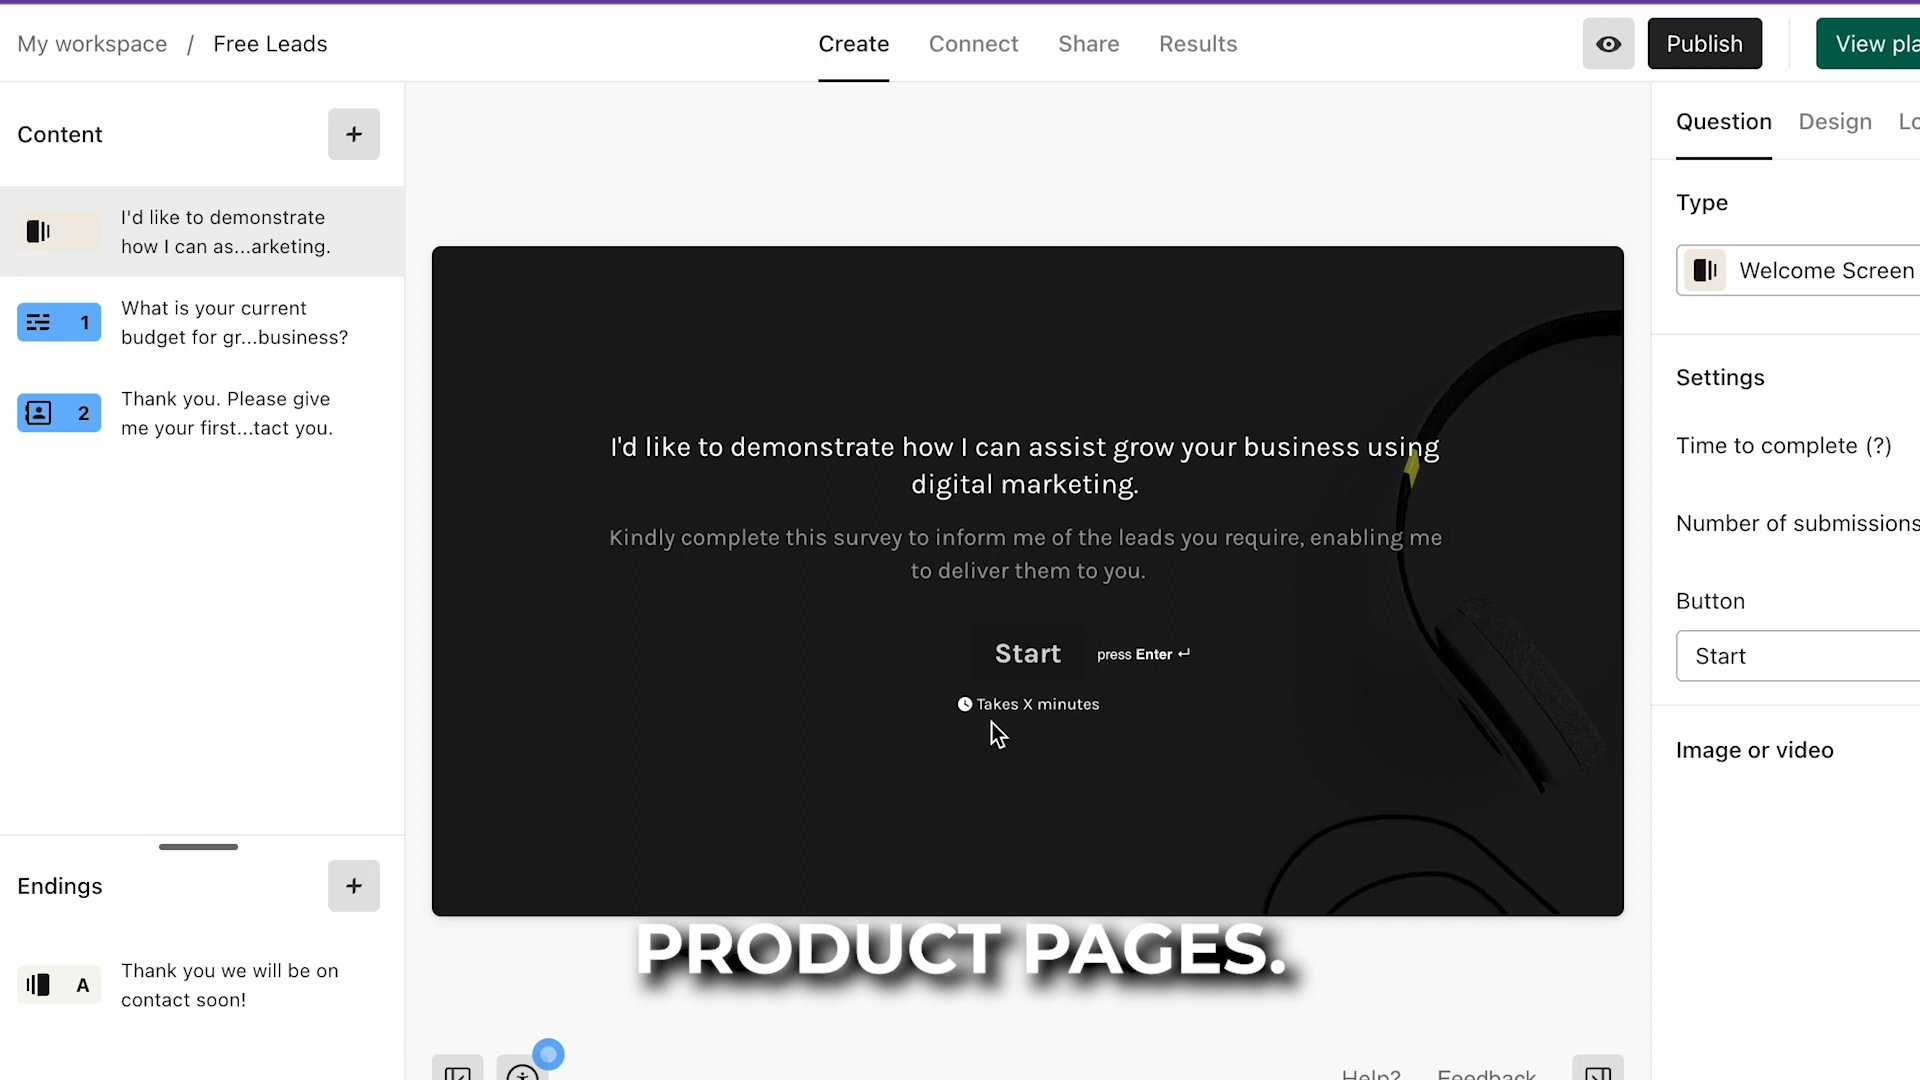 My workspace / Free Leads
Create
Connect
Share
Results
Publish
View pla
Content
+
I'd like to demonstrate
how I can as...arketing.
1
What is your current
budget for gr...business?
2
Thank you. Please give
me your first...tact you.
Endings
+
A
Thank you we will be on
contact soon!
I'd like to demonstrate how I can assist grow your business using
digital marketing.
Kindly complete this survey to inform me of the leads you require, enabling me
to deliver them to you.
Start
press Enter ↵
Takes X minutes
PRODUCT PAGES.
Help?
Feedback
Question
Design
Lo
Type
Welcome Screen
Settings
Time to complete (?)
Number of submissions
Button
Start
Image or video